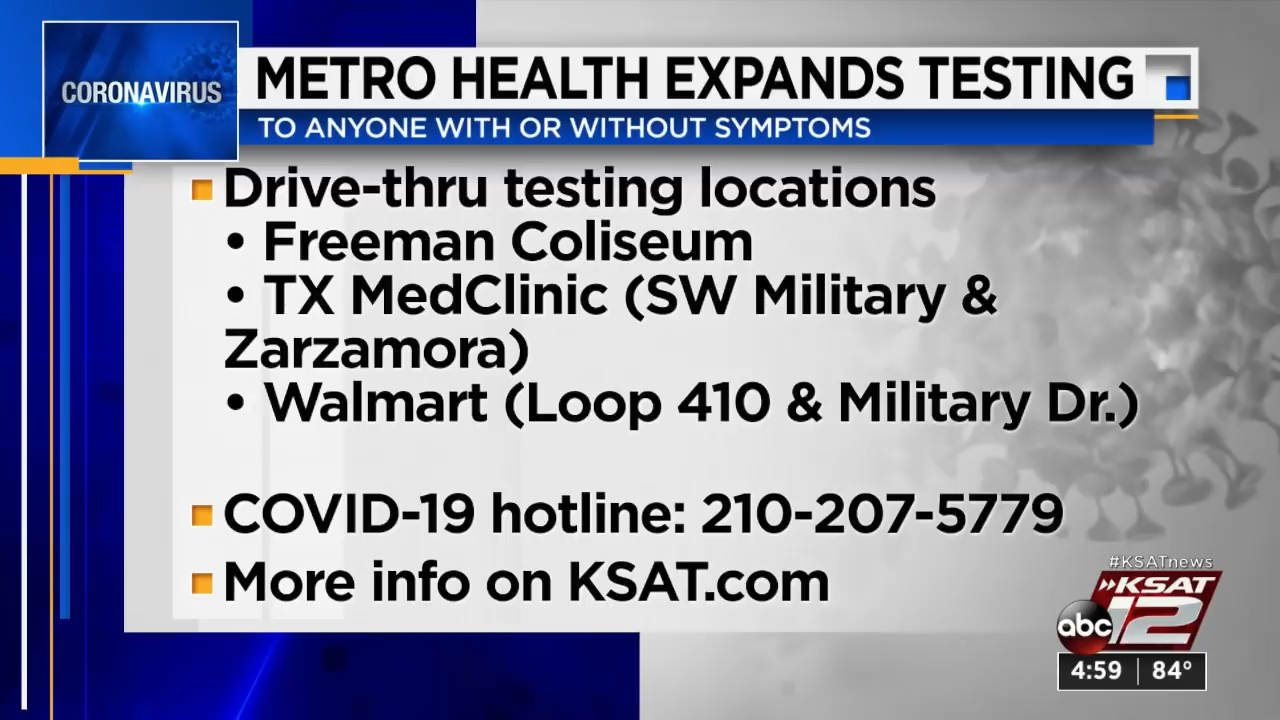 CORONAVIRUS
METRO HEALTH EXPANDS TESTING
TO ANYONE WITH OR WITHOUT SYMPTOMS
Drive-thru testing locations
• Freeman Coliseum
• TX MedClinic (SW Military &
Zarzamora)
• Walmart (Loop 410 & Military Dr.)
COVID-19 hotline: 210-207-5779
More info on KSAT.com
#KSATnews
KSAT
abc 12
4:59 84°